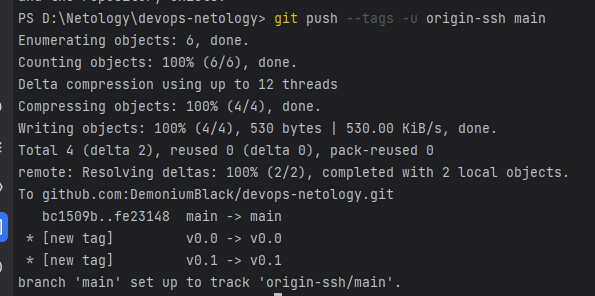 PS D:\Netology\devops-netology> git push --tags -u origin-ssh main
Enumerating objects: 6, done.
Counting objects: 100% (6/6), done.
Delta compression using up to 12 threads
Compressing objects: 100% (4/4), done.
Writing objects: 100% (4/4), 530 bytes | 530.00 KiB/s, done.
Total 4 (delta 2), reused 0 (delta 0), pack-reused 0
remote: Resolving deltas: 100% (2/2), completed with 2 local objects.
To github.com:DemoniumBlack/devops-netology.git
   bc1509b..fe23148  main -> main
 * [new tag]         v0.0 -> v0.0
 * [new tag]         v0.1 -> v0.1
branch 'main' set up to track 'origin-ssh/main'.